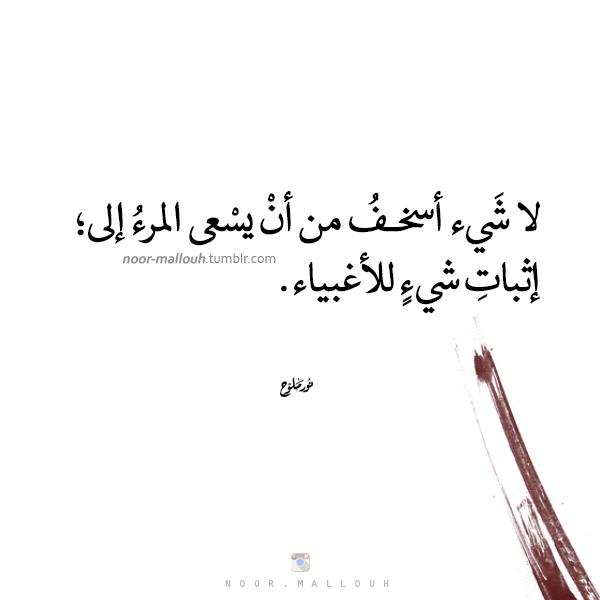 لا شَيء أسخـفُ من أنْ يسْعى المرءُ إلى؛
noor-mallouh.tumblr.com
إثباتِ شيءٍ للأغبياء.
نور ملوح
NOOR.MALLOUH